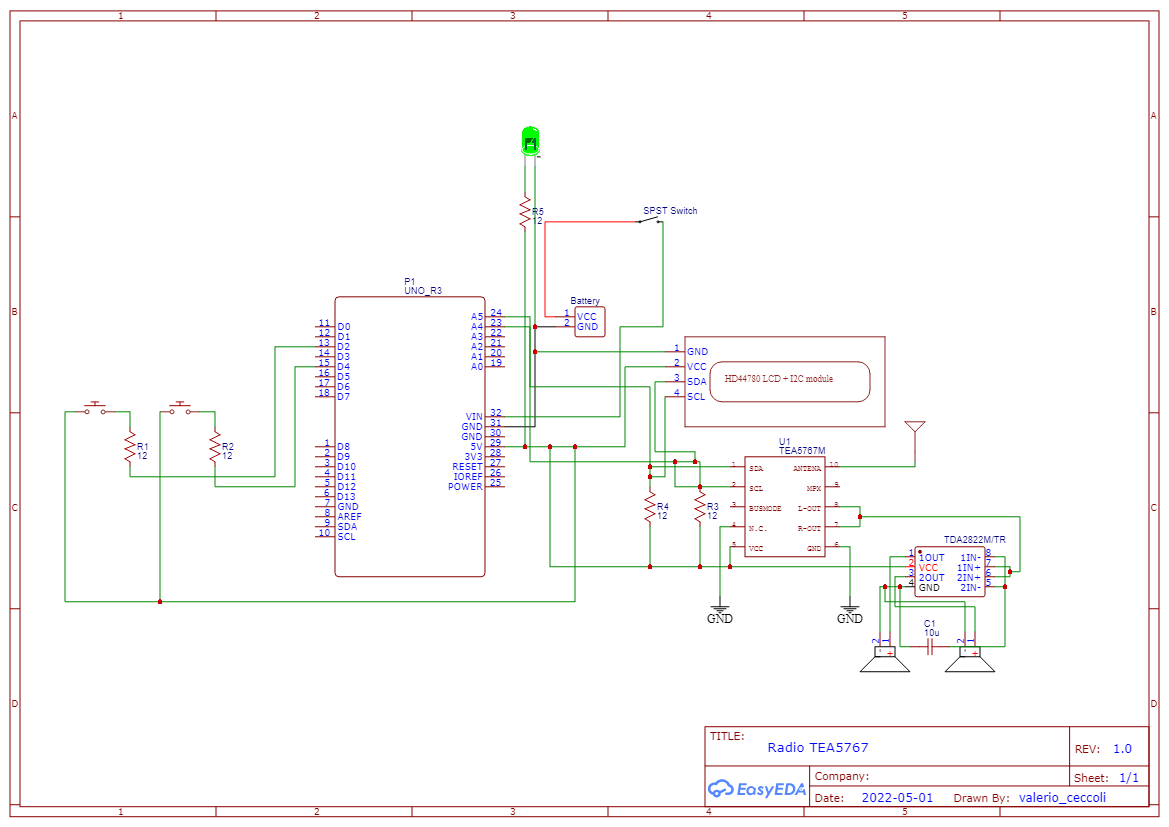 1 2 3 4 5
A A
SPST Switch
R5
12
P1
UNO_R3
Battery
1 VCC
2 GND
B B
11 D0
12 D1
13 D2
14 D3
15 D4
16 D5
17 D6
18 D7
1 D8
2 D9
3 D10
4 D11
5 D12
6 D13
7 GND
8 AREF
9 SDA
10 SCL
A5 24
A4 23
A3 22
A2 21
A1 20
A0 19
VIN 32
GND 31
GND 30
5V 29
3V3 28
RESET 27
IOREF 26
POWER 25
1 GND
2 VCC
3 SDA
4 SCL
HD44780 LCD + I2C module
R1
12
R2
12
U1
TEA5767M
1 SDA
2 SCL
3 BUSMODE
4 N.C.
5 VCC
ANTENA 10
MPX 9
L-OUT 8
R-OUT 7
GND 6
R4
12
R3
12
C C
TDA2822M/TR
1 1OUT
2 VCC
3 2OUT
4 GND
1IN- 8
1IN+ 7
2IN+ 6
2IN- 5
GND
GND
C1
10u
2 1
- +
2 1
- +
D D
TITLE:
Radio TEA5767
REV: 1.0
EasyEDA
Company:
Sheet: 1/1
Date: 2022-05-01 Drawn By: valerio_ceccoli
1 2 3 4 5